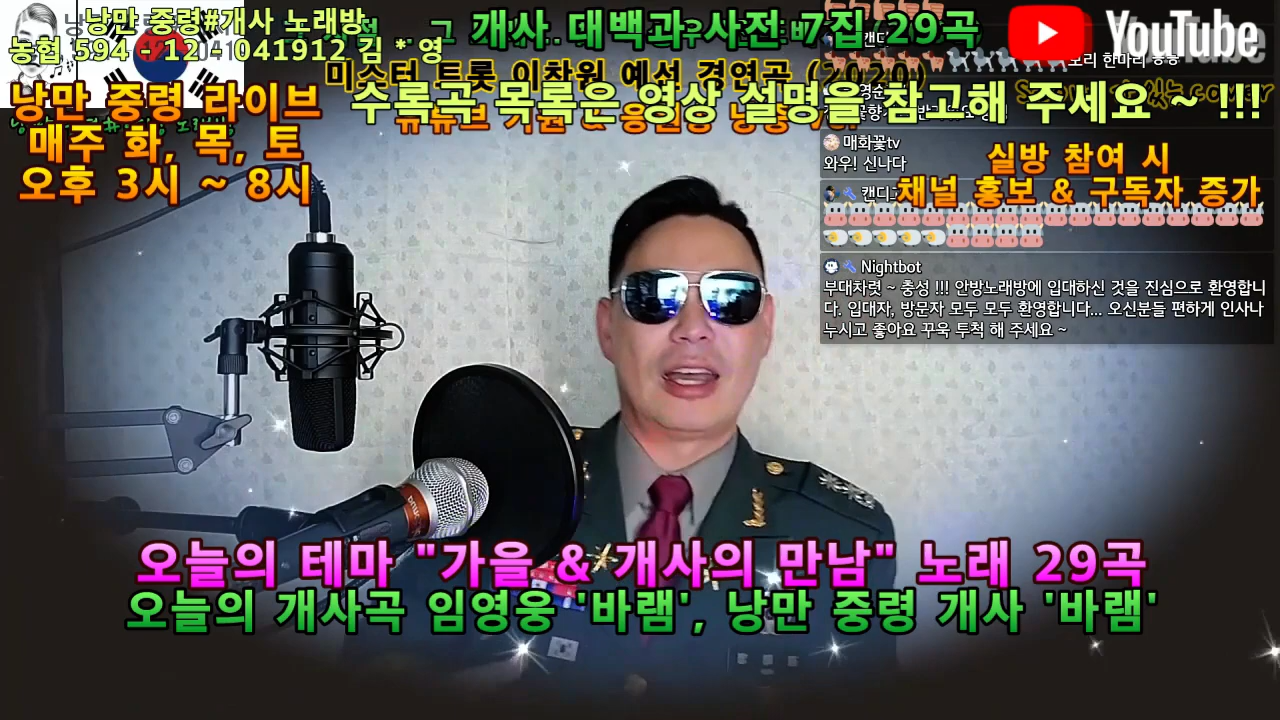 낭만 중령#개사 노래방
농협 594 - 12 - 041912 김 * 영
개사 대백과 사전 7집 29곡
YouTube
미스터 트롯 이찬원 예선 경연곡 (2020)
낭만 중령 라이브
매주 화, 목, 토
오후 3시 ~ 8시
수록곡 목록은 영상 설명을 참고해 주세요 ~ !!!
매화꽃tv
와우! 신나다
실방 참여 시
채널 홍보 & 구독자 증가
캔디
Nightbot
부대차렷 ~ 충성 !!! 안방노래방에 입대하신 것을 진심으로 환영합니
다. 입대자, 방문자 모두 모두 환영합니다... 오신분들 편하게 인사나
누시고 좋아요 꾸욱 투척 해 주세요 ~
오늘의 테마 "가을 & 개사의 만남" 노래 29곡
오늘의 개사곡 임영웅 '바램', 낭만 중령 개사 '바램'